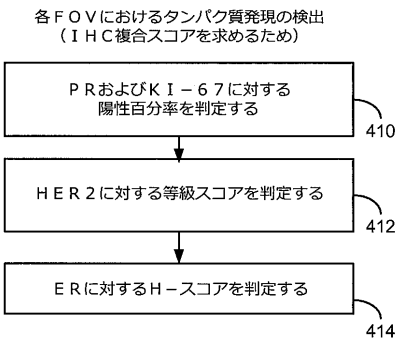 各ＦＯＶにおけるタンパク質発現の検出
（ＩＨＣ複合スコアを求めるため）
ＰＲおよびＫＩ－６７に対する
陽性百分率を判定する
410
ＨＥＲ２に対する等級スコアを判定する
412
ＥＲに対するＨ－スコアを判定する
414